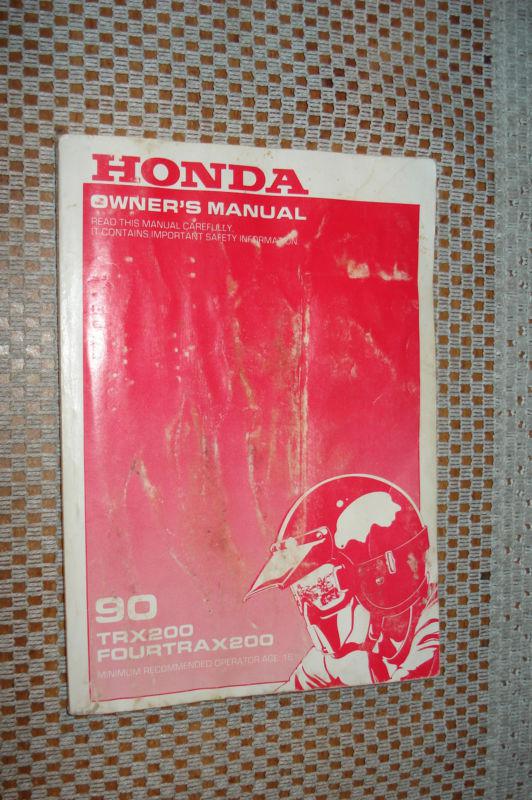 HONDA
OWNER'S MANUAL
READ THIS MANUAL CAREFULLY.
IT CONTAINS IMPORTANT SAFETY INFORMATION
90
TRX200
FOURTRAX200
MINIMUM RECOMMENDED OPERATOR AGE: 16